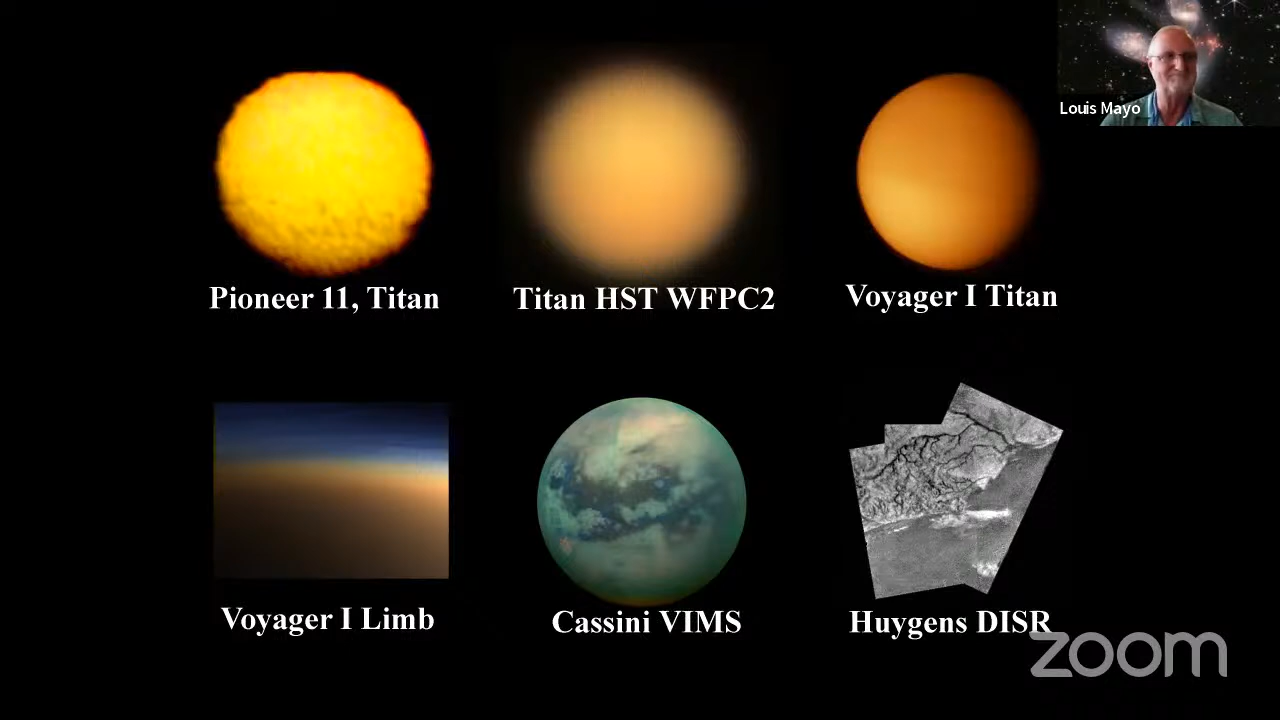 Louis Mayo
Pioneer 11, Titan
Titan HST WFPC2
Voyager I Titan
Voyager I Limb
Cassini VIMS
Huygens DISR
zoom